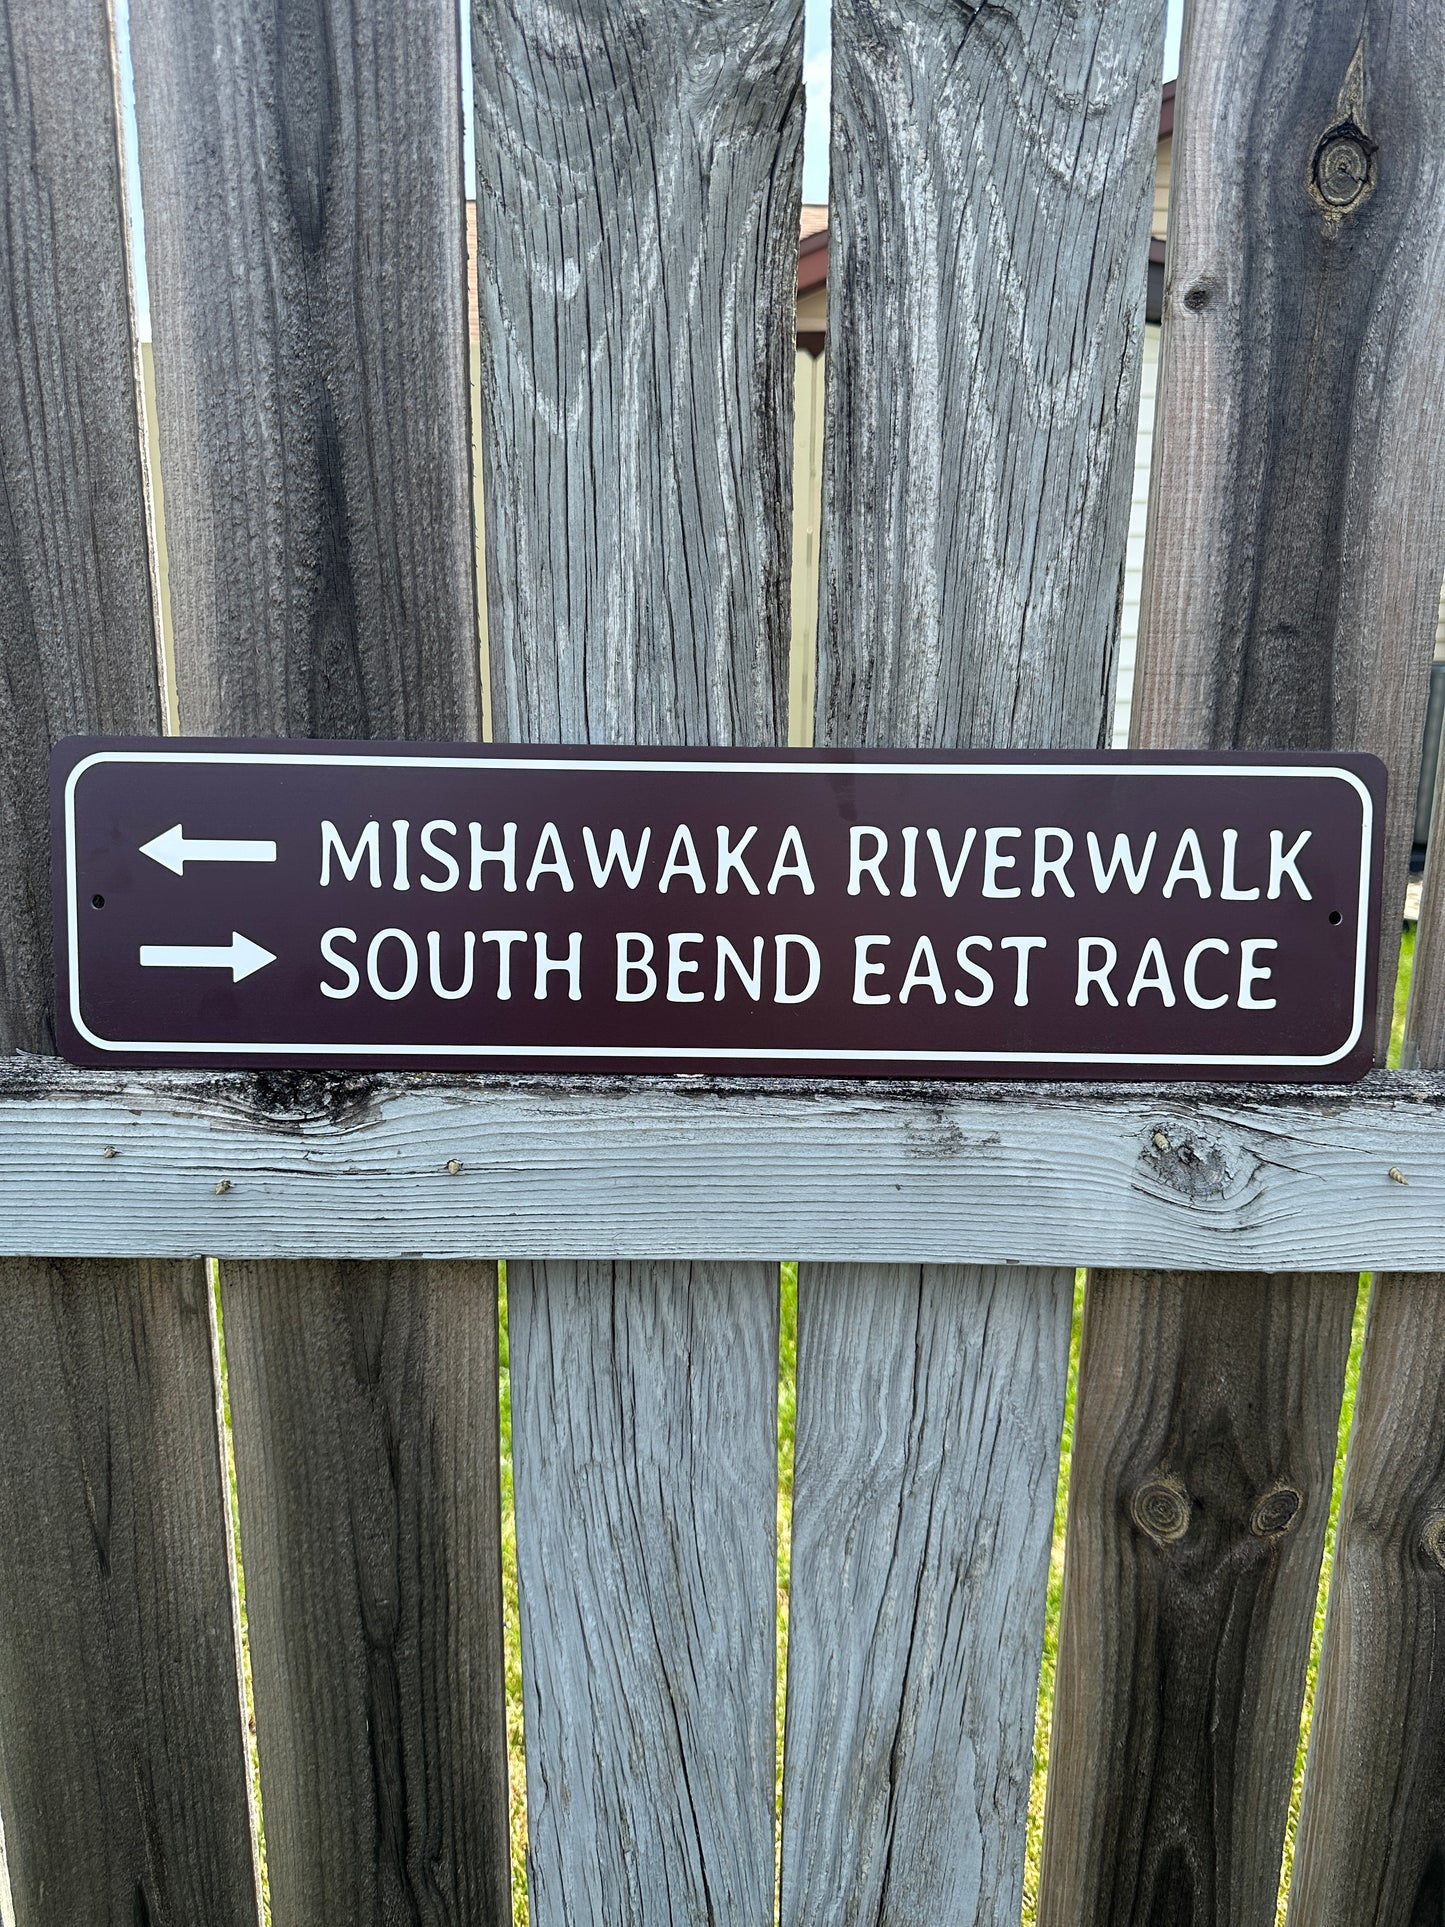 ← MISHAWAKA RIVERWALK
→ SOUTH BEND EAST RACE